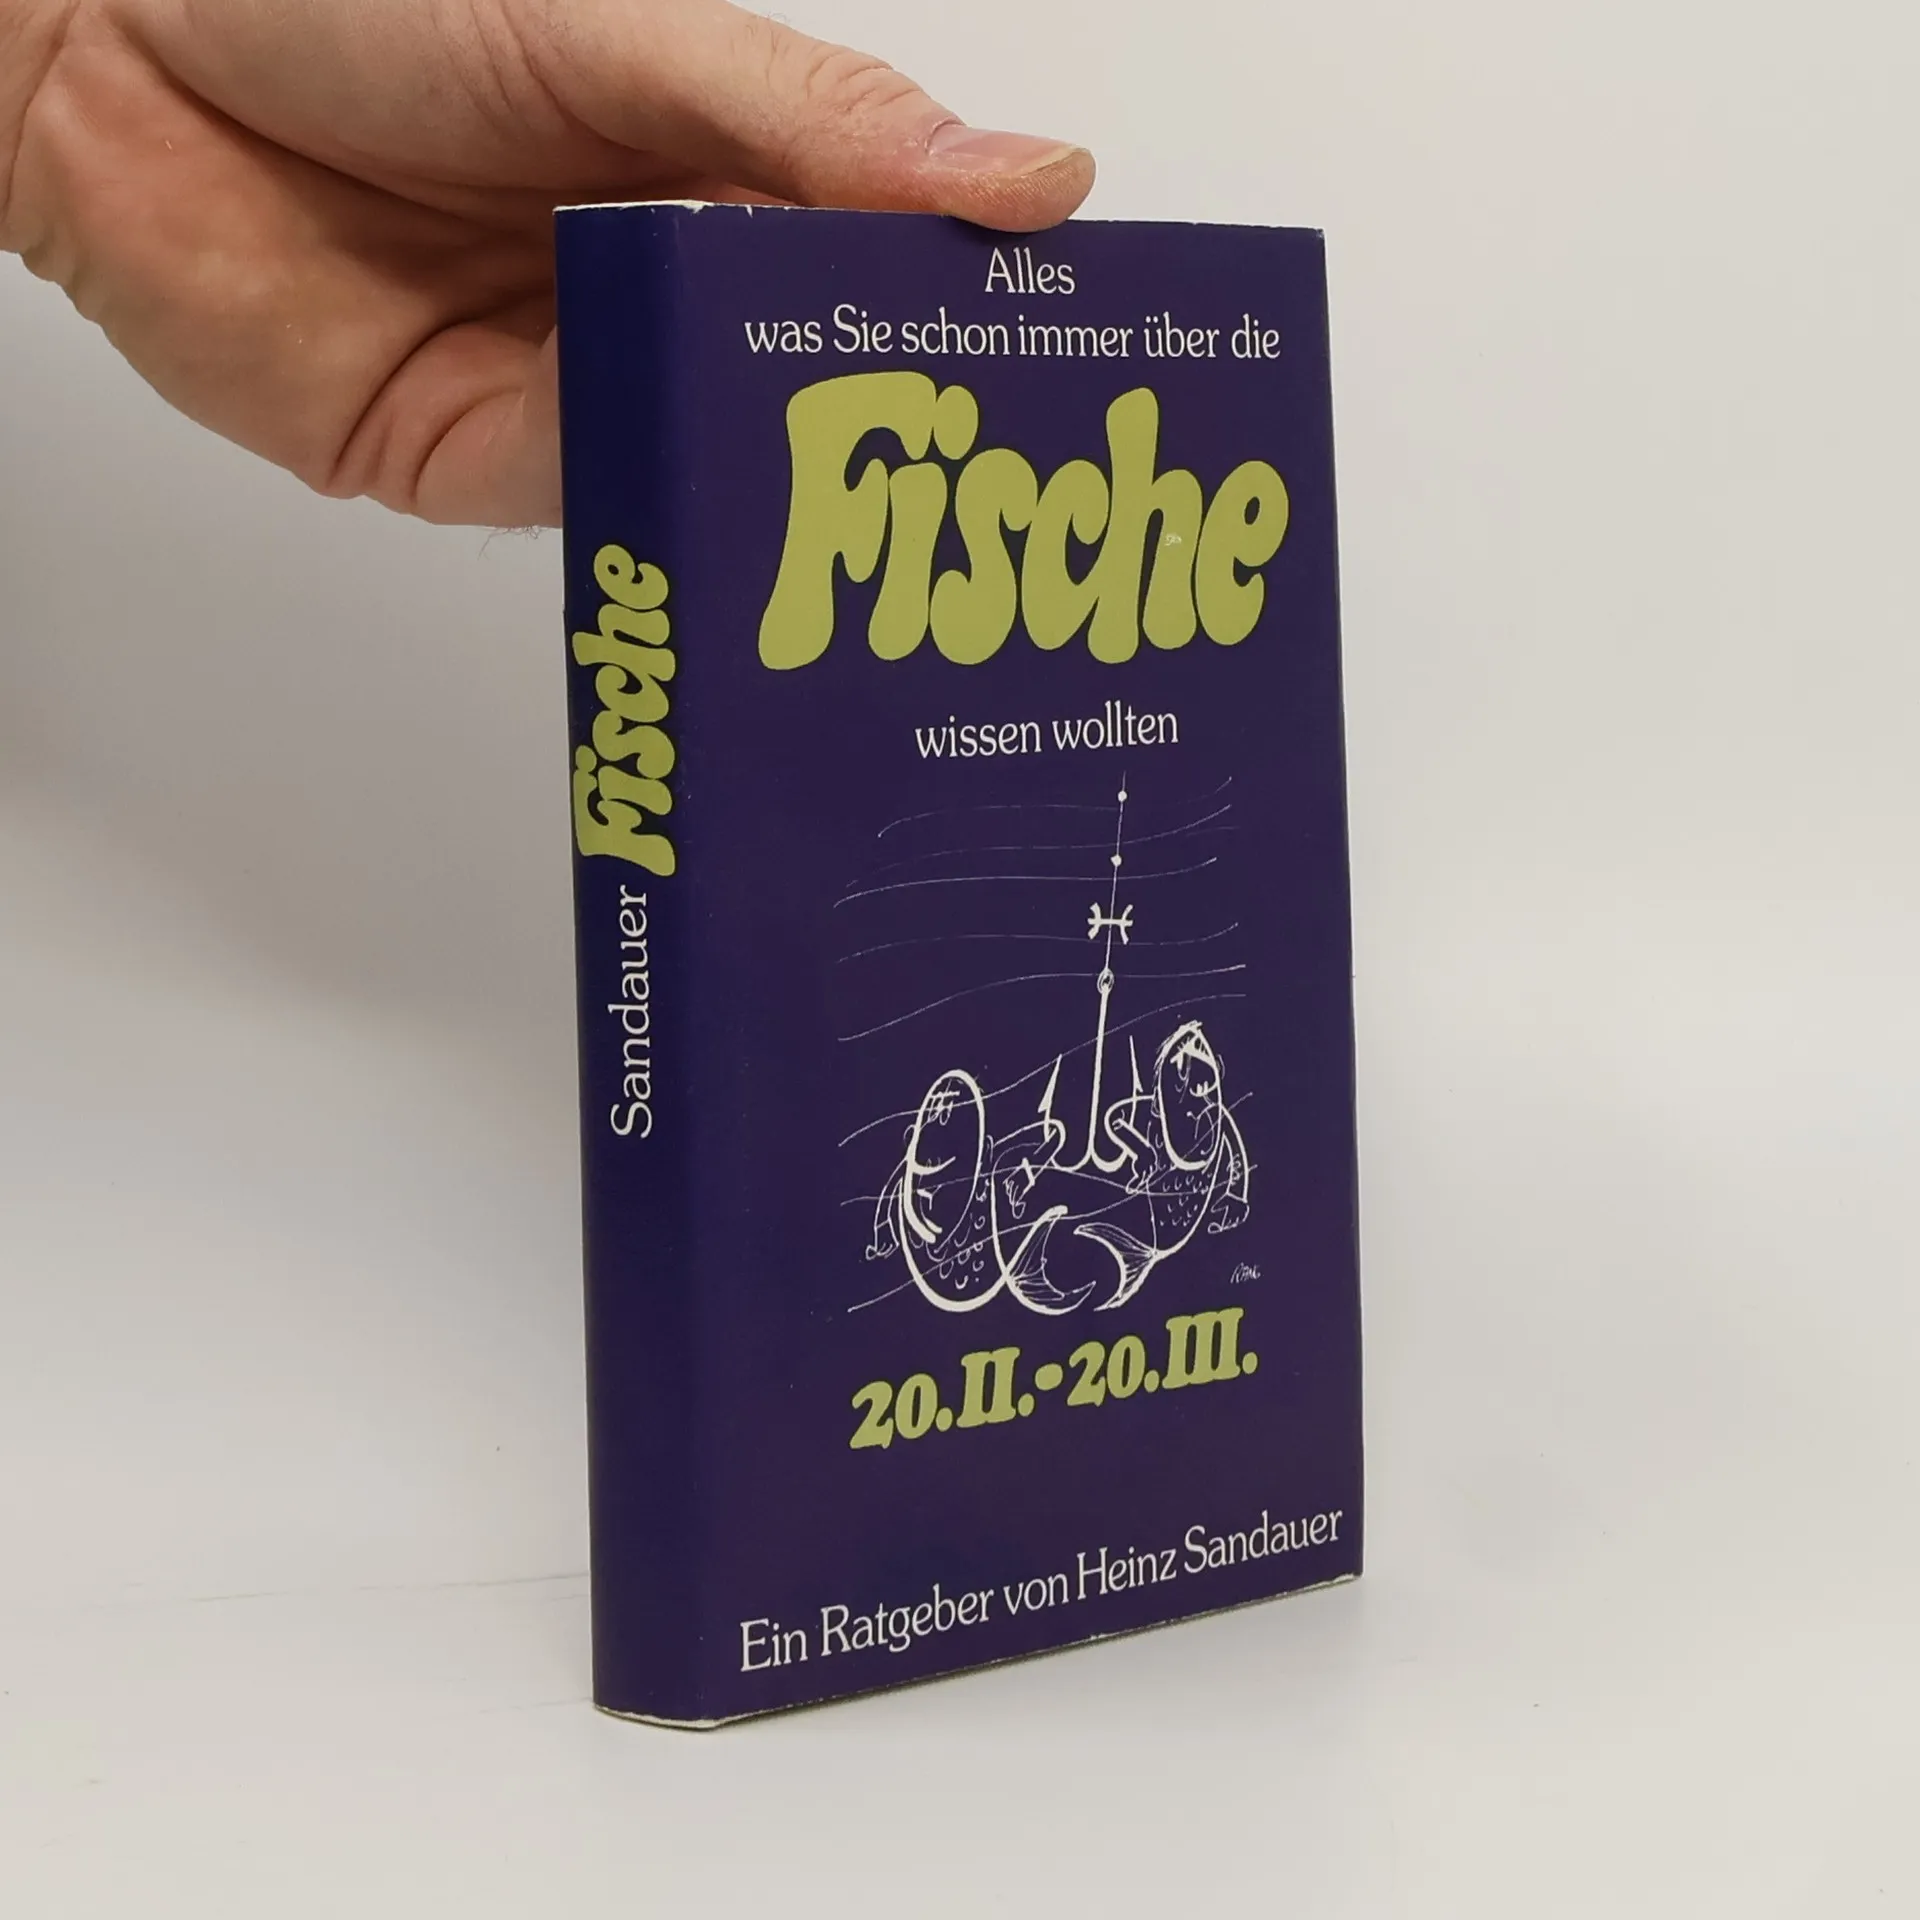 Alles
was Sie schon immer über die
Fische
wissen wollten
20.II.•20.III.
Ein Ratgeber von Heinz Sandauer
Sandauer Fische